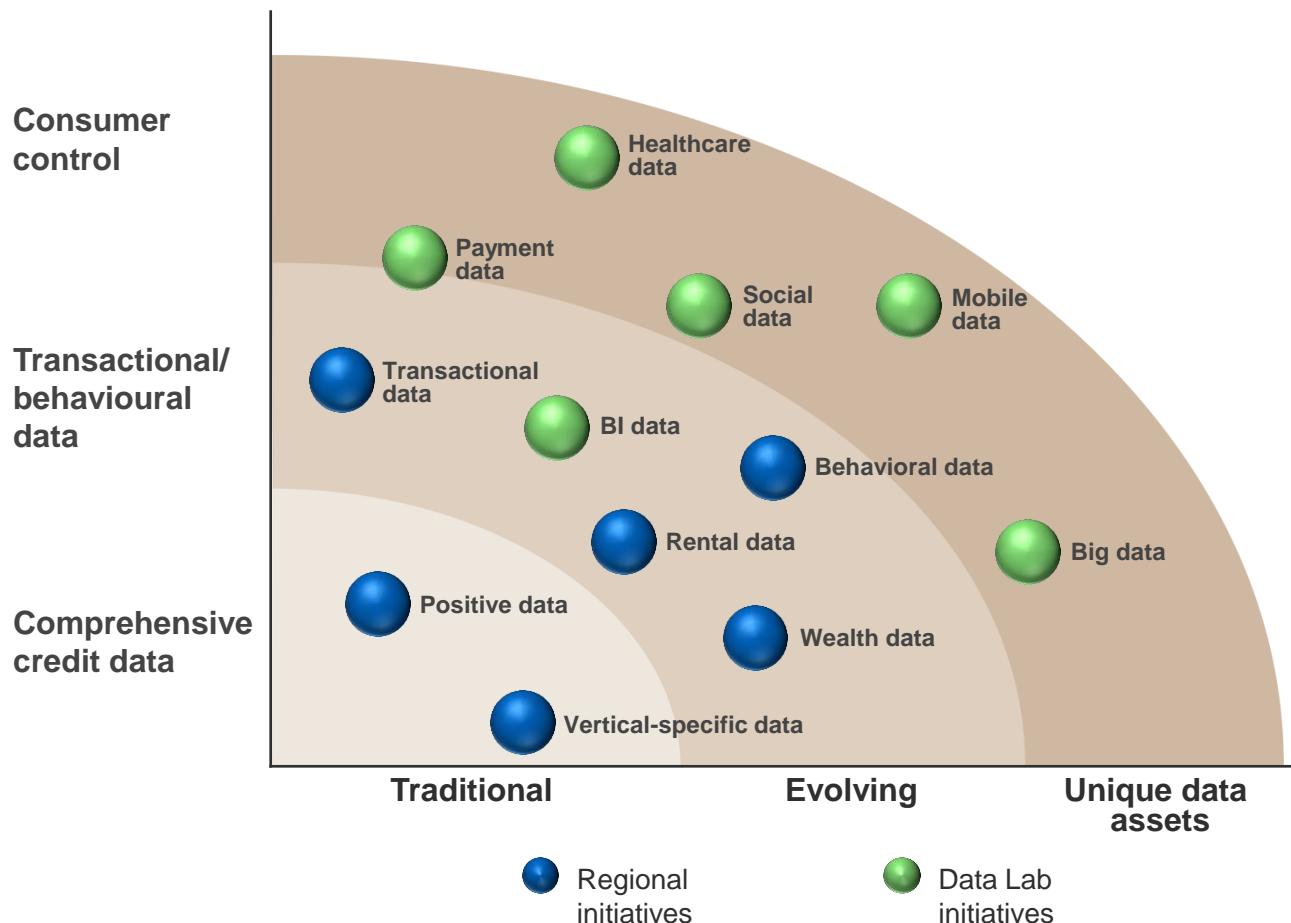 Consumer
control
Healthcare
data
Payment
data
Social
data
Mobile
data
Transactional/
behavioural
data
Transactional
data
BI data
Behavioral data
Rental data
Big data
Comprehensive
credit data
Positive data
Wealth data
Vertical-specific data
Traditional
Evolving
Unique data
assets
Regional
initiatives
Data Lab
initiatives